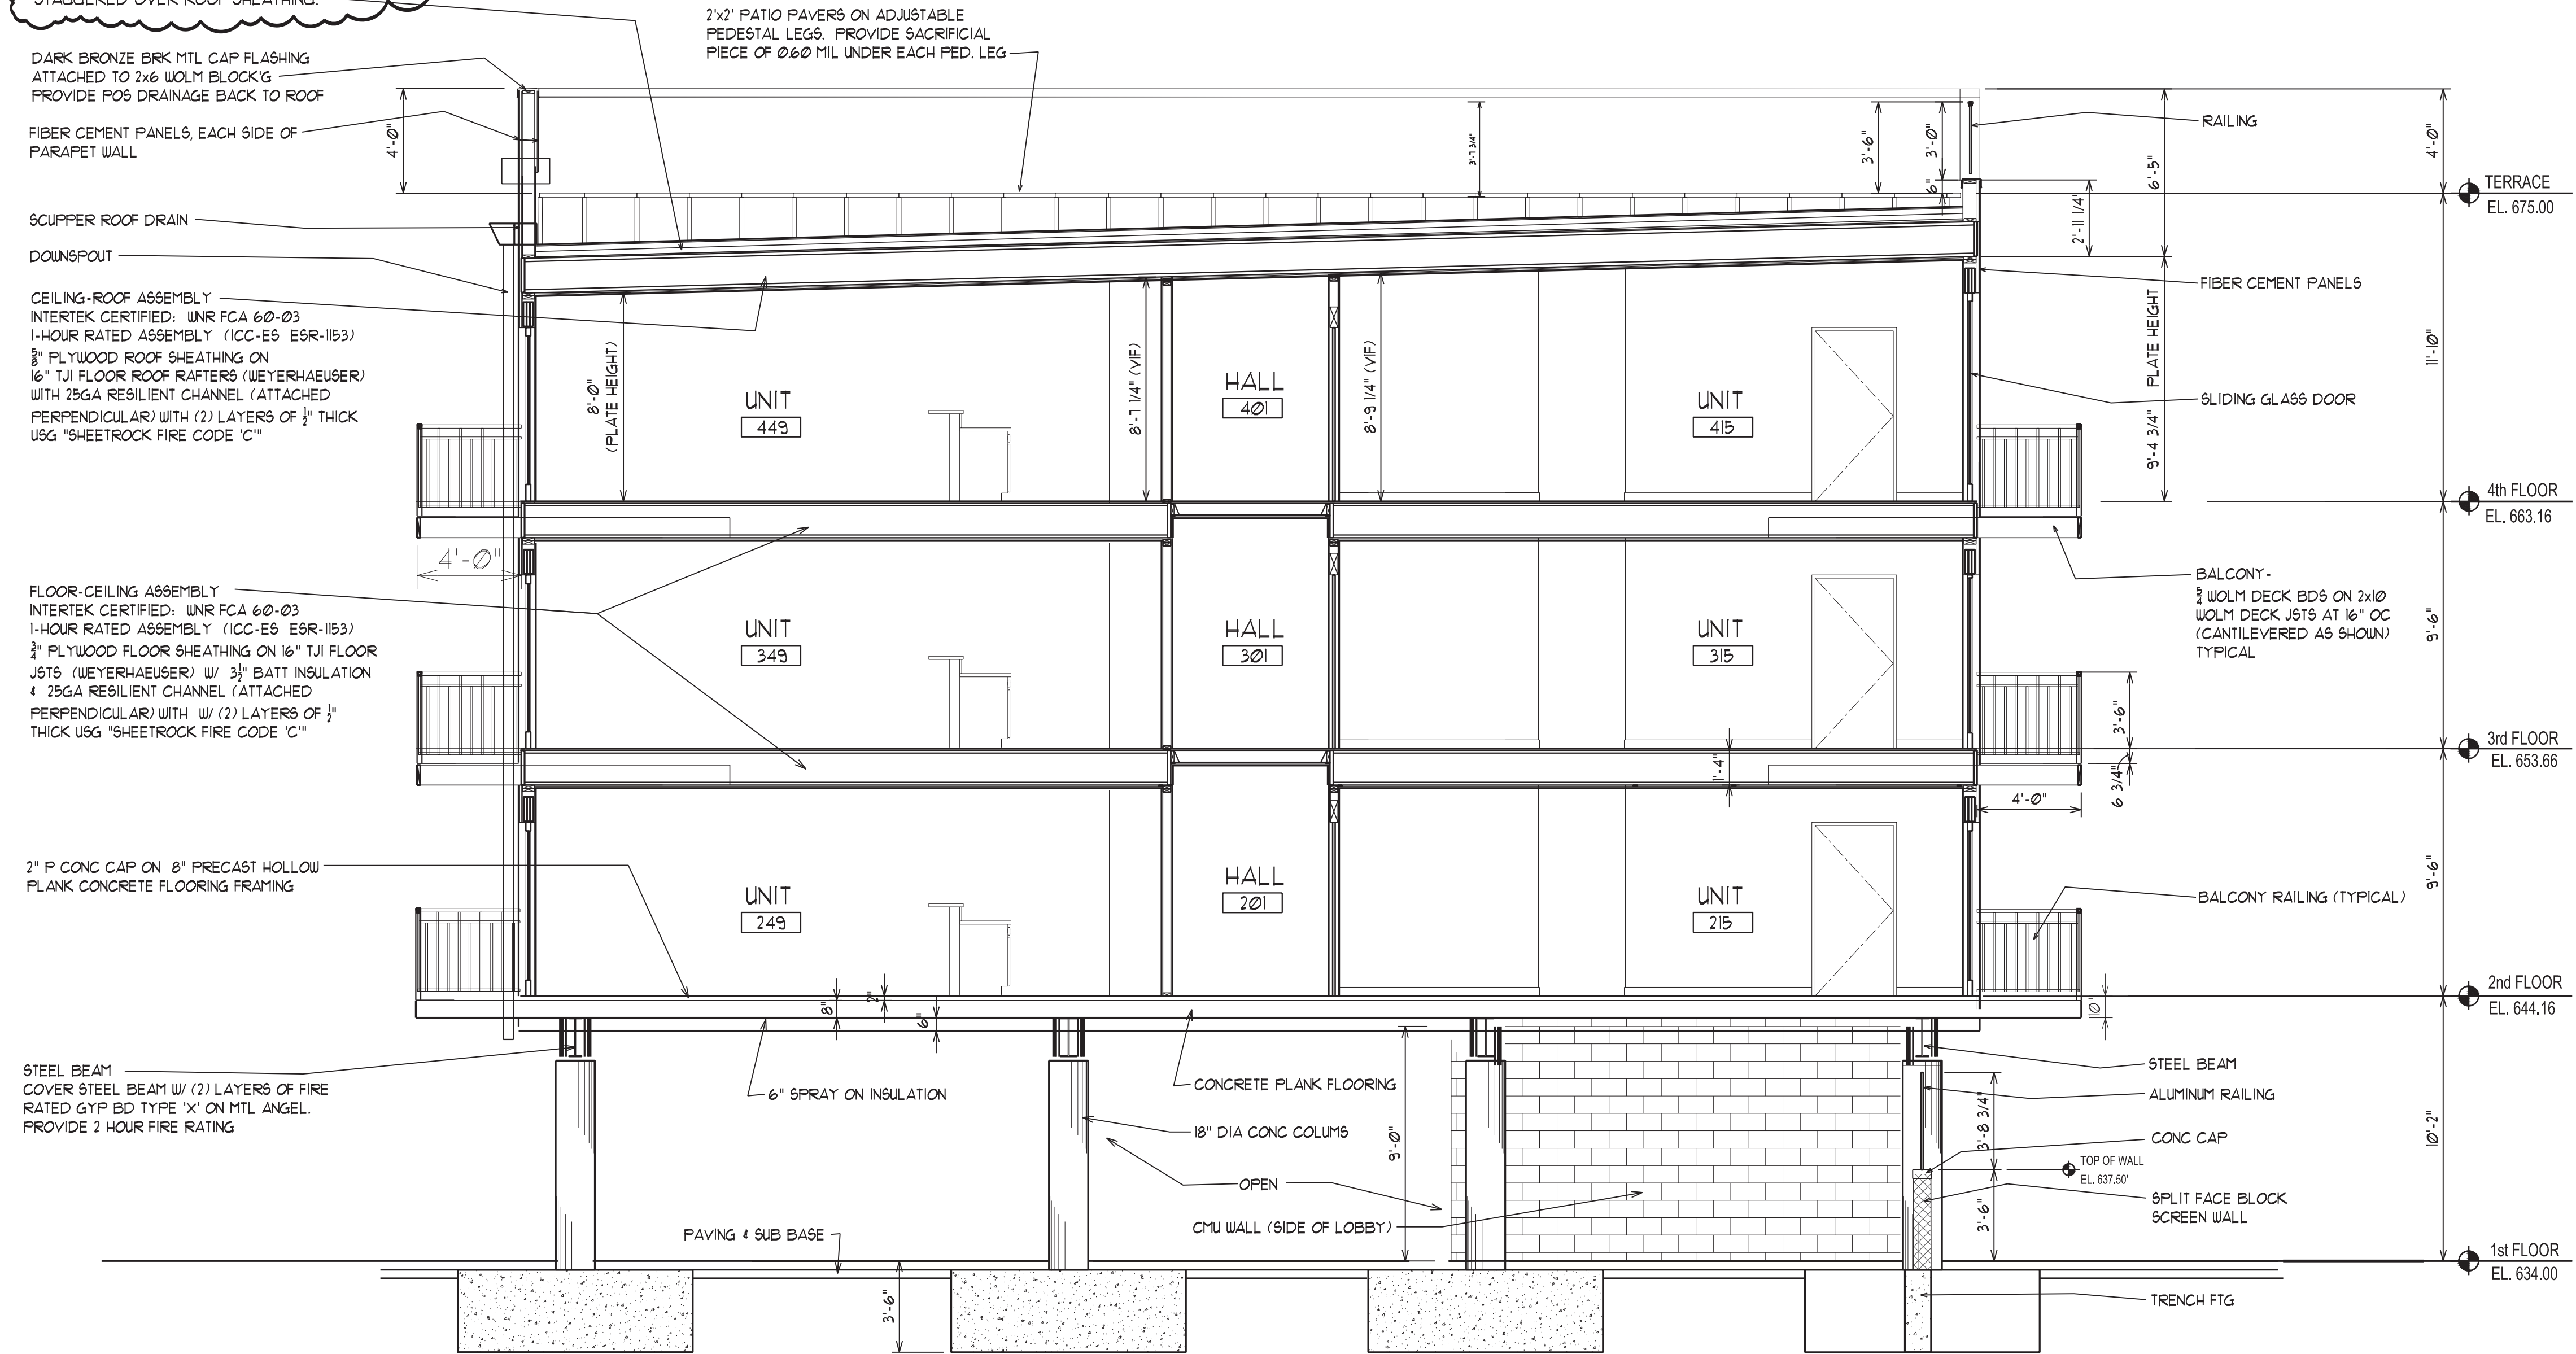 STAGGERED OVER ROOF SHEATHING.
DARK BRONZE BRK MTL CAP FLASHING
ATTACHED TO 2x6 WOLM BLOCK'G
PROVIDE POS DRAINAGE BACK TO ROOF
FIBER CEMENT PANELS, EACH SIDE OF
PARAPET WALL
SCUPPER ROOF DRAIN
DOWNSPOUT
CEILING-ROOF ASSEMBLY
INTERTEK CERTIFIED: WNR FCA 60-03
1-HOUR RATED ASSEMBLY (ICC-ES ESR-1153)
5/8" PLYWOOD ROOF SHEATHING ON
16" TJI FLOOR ROOF RAFTERS (WEYERHAEUSER)
WITH 25GA RESILIENT CHANNEL (ATTACHED
PERPENDICULAR) WITH (2) LAYERS OF 1/2" THICK
USG "SHEETROCK FIRE CODE 'C'"
FLOOR-CEILING ASSEMBLY
INTERTEK CERTIFIED: WNR FCA 60-03
1-HOUR RATED ASSEMBLY (ICC-ES ESR-1153)
3/4" PLYWOOD FLOOR SHEATHING ON 16" TJI FLOOR
JSTS (WEYERHAEUSER) W/ 3 1/2" BATT INSULATION
& 25GA RESILIENT CHANNEL (ATTACHED
PERPENDICULAR) WITH W/ (2) LAYERS OF 1/2"
THICK USG "SHEETROCK FIRE CODE 'C'"
2" P CONC CAP ON 8" PRECAST HOLLOW
PLANK CONCRETE FLOORING FRAMING
STEEL BEAM
COVER STEEL BEAM W/ (2) LAYERS OF FIRE
RATED GYP BD TYPE 'X' ON MTL ANGEL.
PROVIDE 2 HOUR FIRE RATING
2'x2' PATIO PAVERS ON ADJUSTABLE
PEDESTAL LEGS. PROVIDE SACRIFICIAL
PIECE OF 0.60 MIL UNDER EACH PED. LEG
4'-0"
3'-7 3/4"
3'-6"
3'-0"
6"
2'-11 1/4"
6'-5"
4'-0"
RAILING
TERRACE
EL. 675.00
FIBER CEMENT PANELS
8'-0"
(PLATE HEIGHT)
UNIT
449
8'-7 1/4" (VIF)
HALL
401
8'-9 1/4" (VIF)
UNIT
415
9'-4 3/4" PLATE HEIGHT
11'-10"
SLIDING GLASS DOOR
4th FLOOR
EL. 663.16
4'-0"
UNIT
349
HALL
301
UNIT
315
BALCONY-
5/4 WOLM DECK BDS ON 2x10
WOLM DECK JSTS AT 16" OC
(CANTILEVERED AS SHOWN)
TYPICAL
9'-6"
3'-6"
3rd FLOOR
EL. 653.66
1'-4"
6 3/4"
4'-0"
UNIT
249
HALL
201
UNIT
215
9'-6"
BALCONY RAILING (TYPICAL)
2nd FLOOR
EL. 644.16
8"
2"
6"
10"
6" SPRAY ON INSULATION
CONCRETE PLANK FLOORING
18" DIA CONC COLUMS
OPEN
9'-0"
CMU WALL (SIDE OF LOBBY)
PAVING & SUB BASE
3'-6"
STEEL BEAM
ALUMINUM RAILING
3'-8 3/4"
CONC CAP
TOP OF WALL
EL. 637.50'
3'-6"
SPLIT FACE BLOCK
SCREEN WALL
10'-2"
1st FLOOR
EL. 634.00
TRENCH FTG